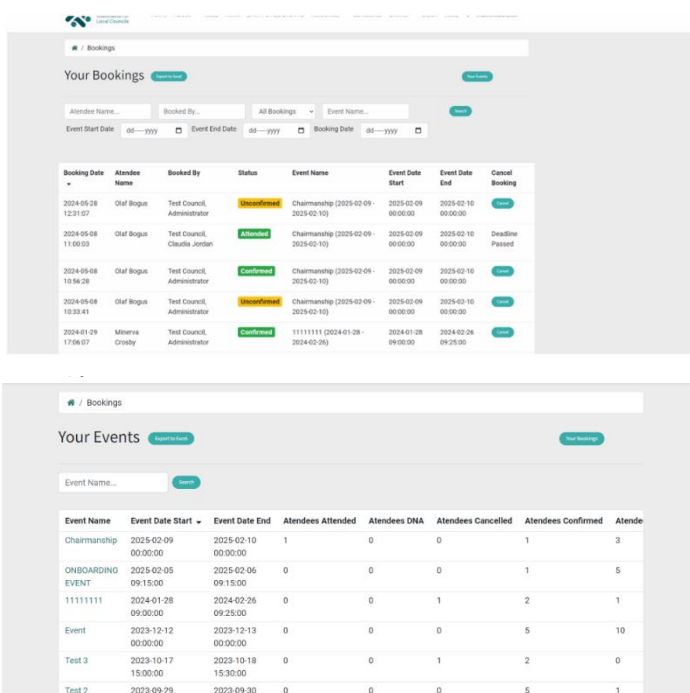 Local Councils
/ Bookings
Your Bookings Export to Excel Your Events
Atendee Name... Booked By... All Bookings Event Name... Search
Event Start Date dd----yyyy Event End Date dd----yyyy Booking Date dd----yyyy
Booking Date Atendee Booked By Status Event Name Event Date Event Date Cancel
Name Start End Booking
2024-05-28 Olaf Bogus Test Council, Unconfirmed Chairmanship (2025-02-09 - 2025-02-09 2025-02-10 Cancel
12:31:07 Administrator 2025-02-10) 00:00:00 00:00:00
2024-05-08 Olaf Bogus Test Council, Attended Chairmanship (2025-02-09 - 2025-02-09 2025-02-10 Deadline
11:00:03 Claudia Jordan 2025-02-10) 00:00:00 00:00:00 Passed
2024-05-08 Olaf Bogus Test Council, Confirmed Chairmanship (2025-02-09 - 2025-02-09 2025-02-10 Cancel
10:56:28 Administrator 2025-02-10) 00:00:00 00:00:00
2024-05-08 Olaf Bogus Test Council, Unconfirmed Chairmanship (2025-02-09 - 2025-02-09 2025-02-10 Cancel
10:33:41 Administrator 2025-02-10) 00:00:00 00:00:00
2024-01-29 Minerva Test Council, Confirmed 11111111 (2024-01-28 - 2024-01-28 2024-02-26 Cancel
17:06:07 Crosby Administrator 2024-02-26) 09:00:00 09:25:00
/ Bookings
Your Events Export to Excel Your Bookings
Event Name... Search
Event Name Event Date Start Event Date End Atendees Attended Atendees DNA Atendees Cancelled Atendees Confirmed Atende
Chairmanship 2025-02-09 2025-02-10 1 0 0 1 3
00:00:00 00:00:00
ONBOARDING 2025-02-05 2025-02-06 0 0 0 1 5
EVENT 09:15:00 09:15:00
11111111 2024-01-28 2024-02-26 0 0 1 2 1
09:00:00 09:25:00
Event 2023-12-12 2023-12-13 0 0 0 5 10
00:00:00 00:00:00
Test 3 2023-10-17 2023-10-18 0 0 1 2 0
15:00:00 15:30:00
Test 2 2023-09-29 2023-09-30 0 0 0 5 1